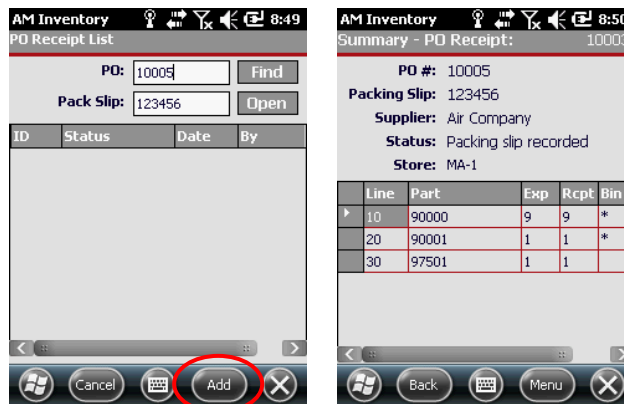 AM Inventory 8:49
PO Receipt List
PO: 10005 Find
Pack Slip: 123456 Open
ID Status Date By
Cancel Add
AM Inventory 8:50
Summary - PO Receipt: 10003
PO #: 10005
Packing Slip: 123456
Supplier: Air Company
Status: Packing slip recorded
Store: MA-1
Line Part Exp Rcpt Bin
10 90000 9 9 *
20 90001 1 1 *
30 97501 1 1
Back Menu